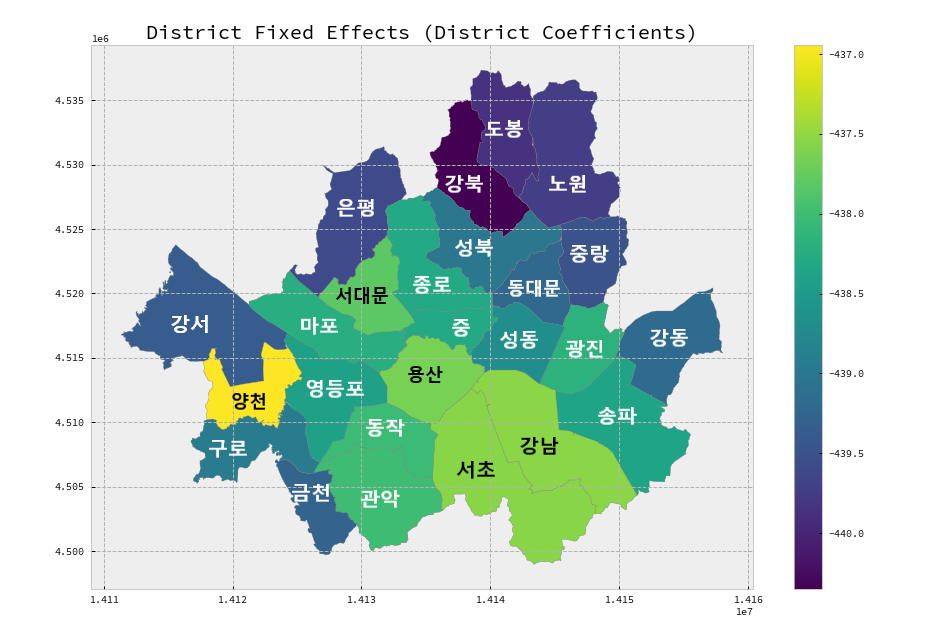 District Fixed Effects (District Coefficients)
1e6
4.535
4.530
4.525
4.520
4.515
4.510
4.505
4.500
도봉
강북
노원
은평
성북
중랑
종로
동대문
서대문
강서
마포
중
성동
강동
광진
용산
영등포
양천
송파
동작
강남
구로
서초
금천
관악
1.411
1.412
1.413
1.414
1.415
1.416
1e7
−437.0
−437.5
−438.0
−438.5
−439.0
−439.5
−440.0